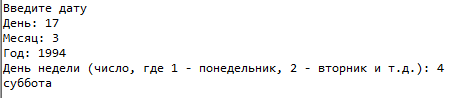 Введите дату
День: 17
Месяц: 3
Год: 1994
День недели (число, где 1 - понедельник, 2 - вторник и т.д.): 4
суббота